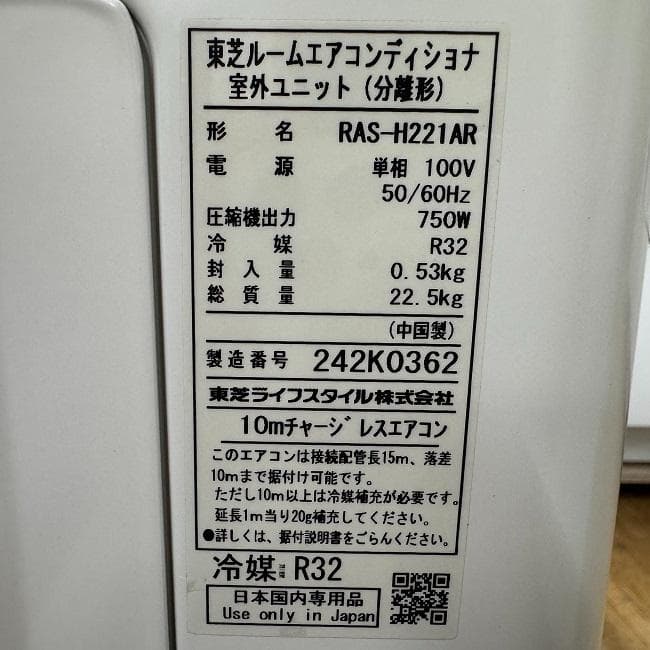 東芝ルームエアコンディショナ
室外ユニット（分離形）
形 名 RAS-H221AR
電 源 単相 100V
50/60Hz
圧縮機出力 750W
冷 媒 R32
封 入 量 0.53kg
総 質 量 22.5kg
（中国製）
製造番号 242K0362
東芝ライフスタイル株式会社
10mチャージレスエアコン
このエアコンは接続配管長15m、落差
10mまで据付け可能です。
ただし10m以上は冷媒補充が必要です。
延長1m当り20g補充してください。
●詳しくは、据付説明書をごらんください。
冷媒 R32
日本国内専用品
Use only in Japan